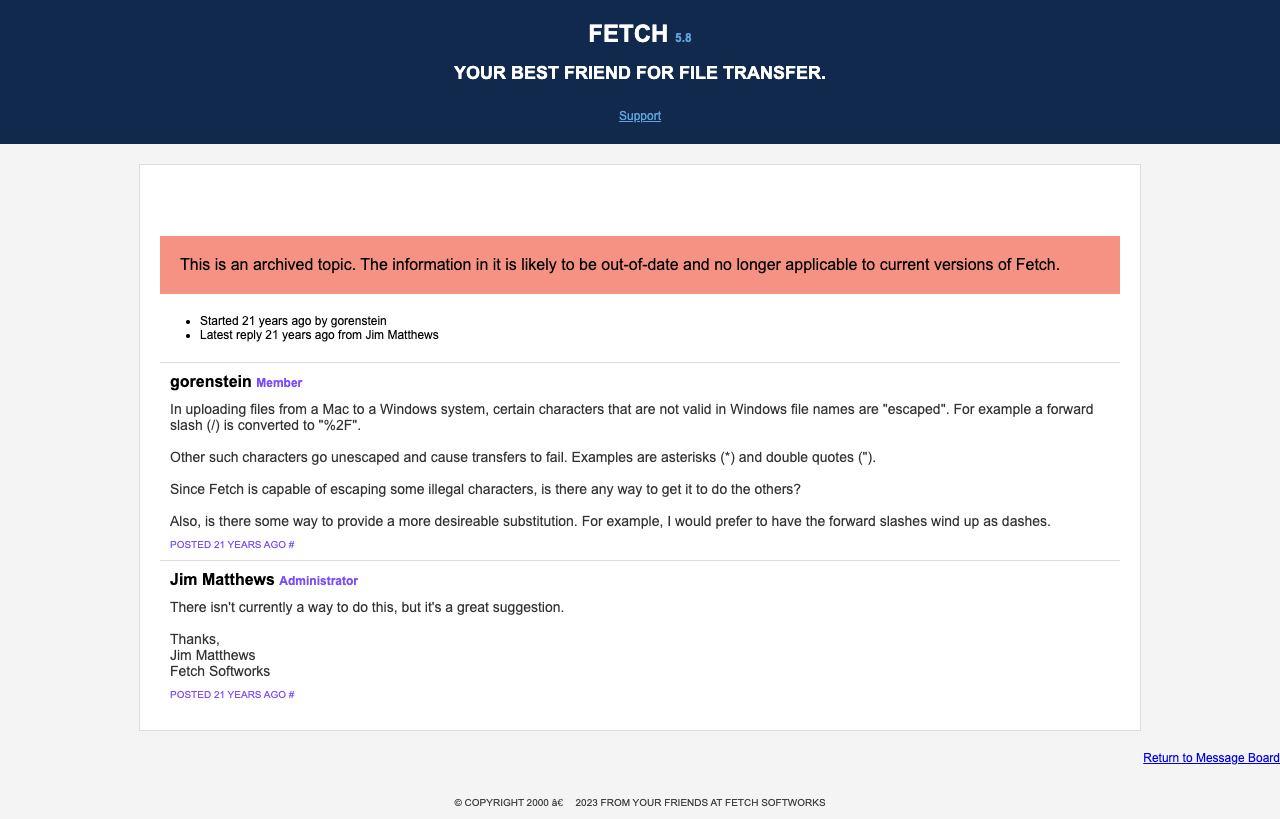 FETCH 5.8
YOUR BEST FRIEND FOR FILE TRANSFER.
Support
This is an archived topic. The information in it is likely to be out-of-date and no longer applicable to current versions of Fetch.
• Started 21 years ago by gorenstein
• Latest reply 21 years ago from Jim Matthews
gorenstein Member
In uploading files from a Mac to a Windows system, certain characters that are not valid in Windows file names are "escaped". For example a forward
slash (/) is converted to "%2F".
Other such characters go unescaped and cause transfers to fail. Examples are asterisks (*) and double quotes (").
Since Fetch is capable of escaping some illegal characters, is there any way to get it to do the others?
Also, is there some way to provide a more desireable substitution. For example, I would prefer to have the forward slashes wind up as dashes.
POSTED 21 YEARS AGO #
Jim Matthews Administrator
There isn't currently a way to do this, but it's a great suggestion.
Thanks,
Jim Matthews
Fetch Softworks
POSTED 21 YEARS AGO #
Return to Message Board
© COPYRIGHT 2000 â€ 2023 FROM YOUR FRIENDS AT FETCH SOFTWORKS